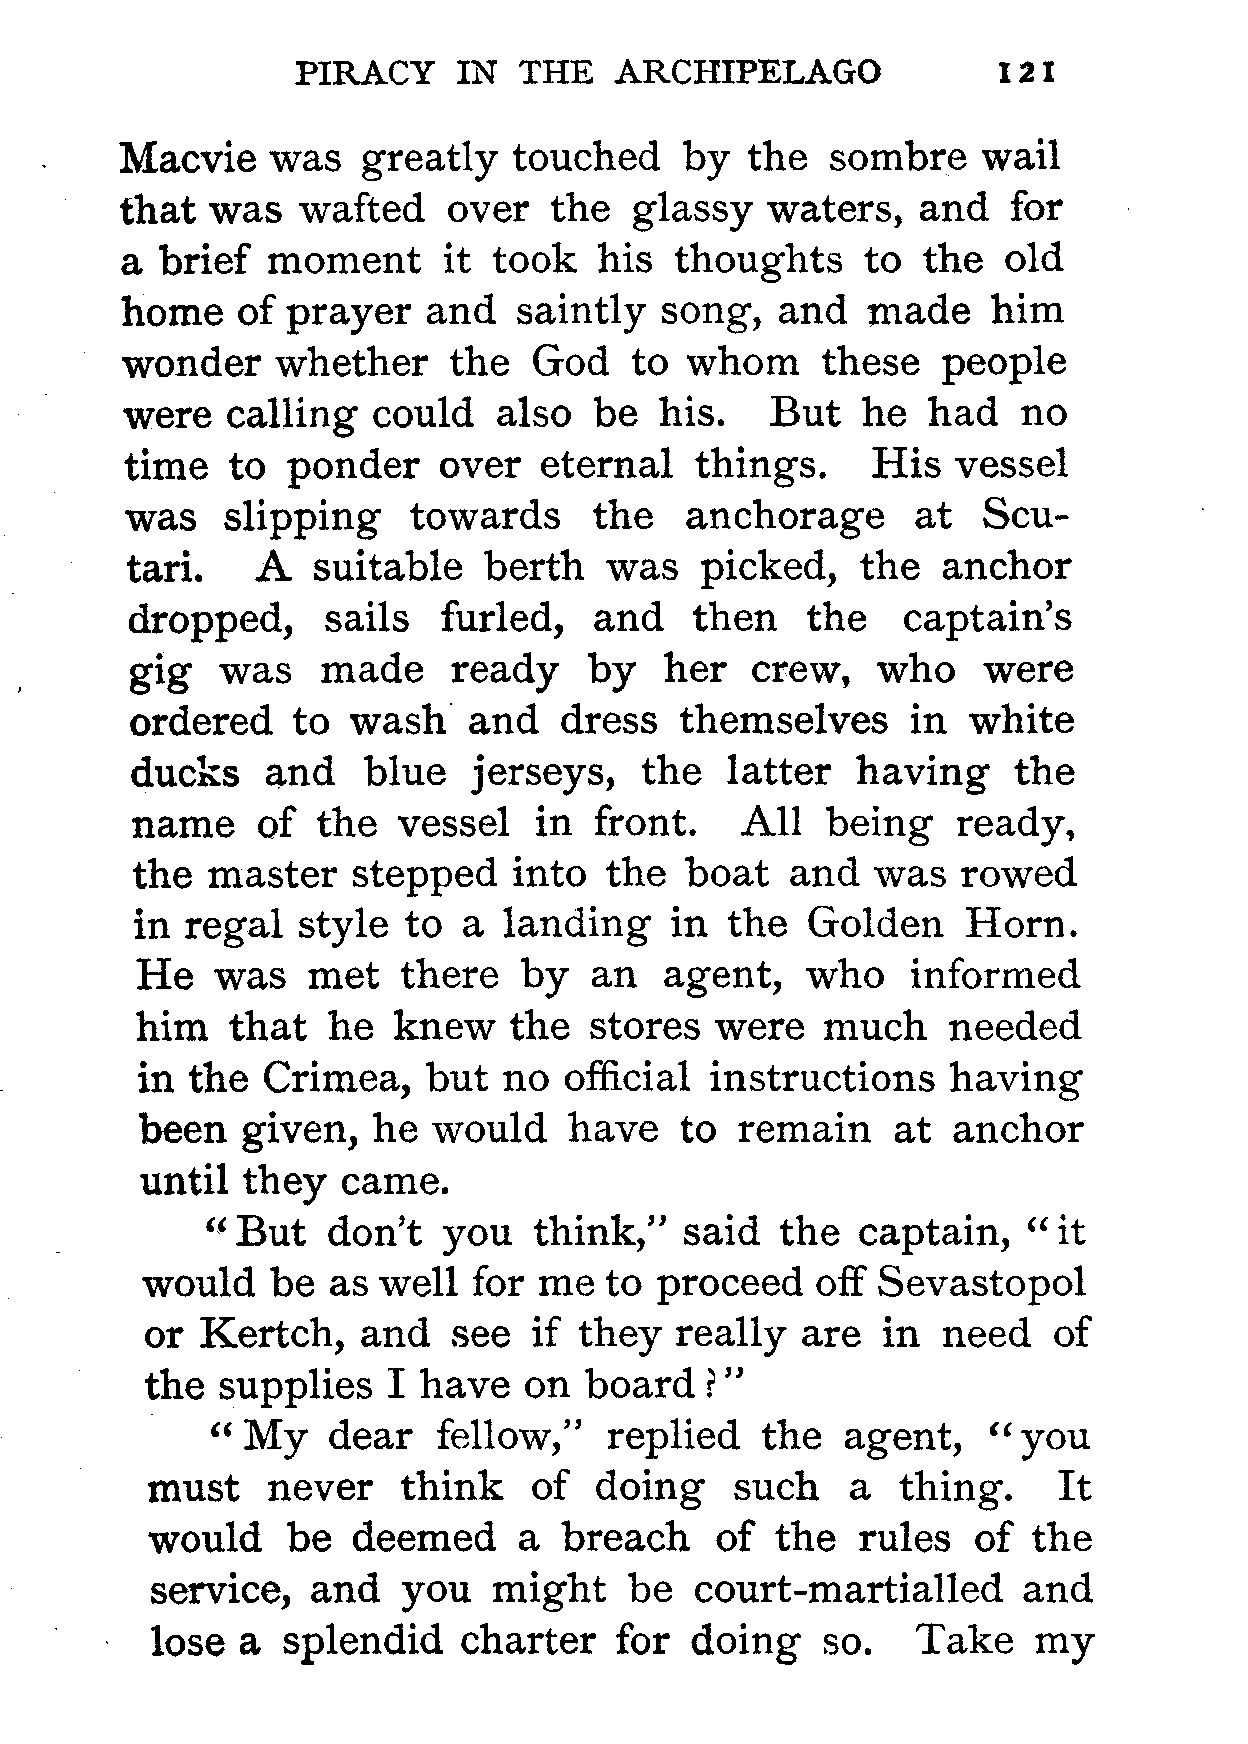 PIRACY IN THE ARCHIPELAGO 121
Macvie was greatly touched by the sombre wail
that was wafted over the glassy waters, and for
a brief moment it took his thoughts to the old
home of prayer and saintly song, and made him
wonder whether the God to whom these people
were calling could also be his. But he had no
time to ponder over eternal things. His vessel
was slipping towards the anchorage at Scu-
tari. A suitable berth was picked, the anchor
dropped, sails furled, and then the captain's
gig was made ready by her crew, who were
ordered to wash and dress themselves in white
ducks and blue jerseys, the latter having the
name of the vessel in front. All being ready,
the master stepped into the boat and was rowed
in regal style to a landing in the Golden Horn.
He was met there by an agent, who informed
him that he knew the stores were much needed
in the Crimea, but no official instructions having
been given, he would have to remain at anchor
until they came.
"But don't you think," said the captain, "it
would be as well for me to proceed off Sevastopol
or Kertch, and see if they really are in need of
the supplies I have on board?"
"My dear fellow," replied the agent, "you
must never think of doing such a thing. It
would be deemed a breach of the rules of the
service, and you might be court-martialled and
lose a splendid charter for doing so. Take my